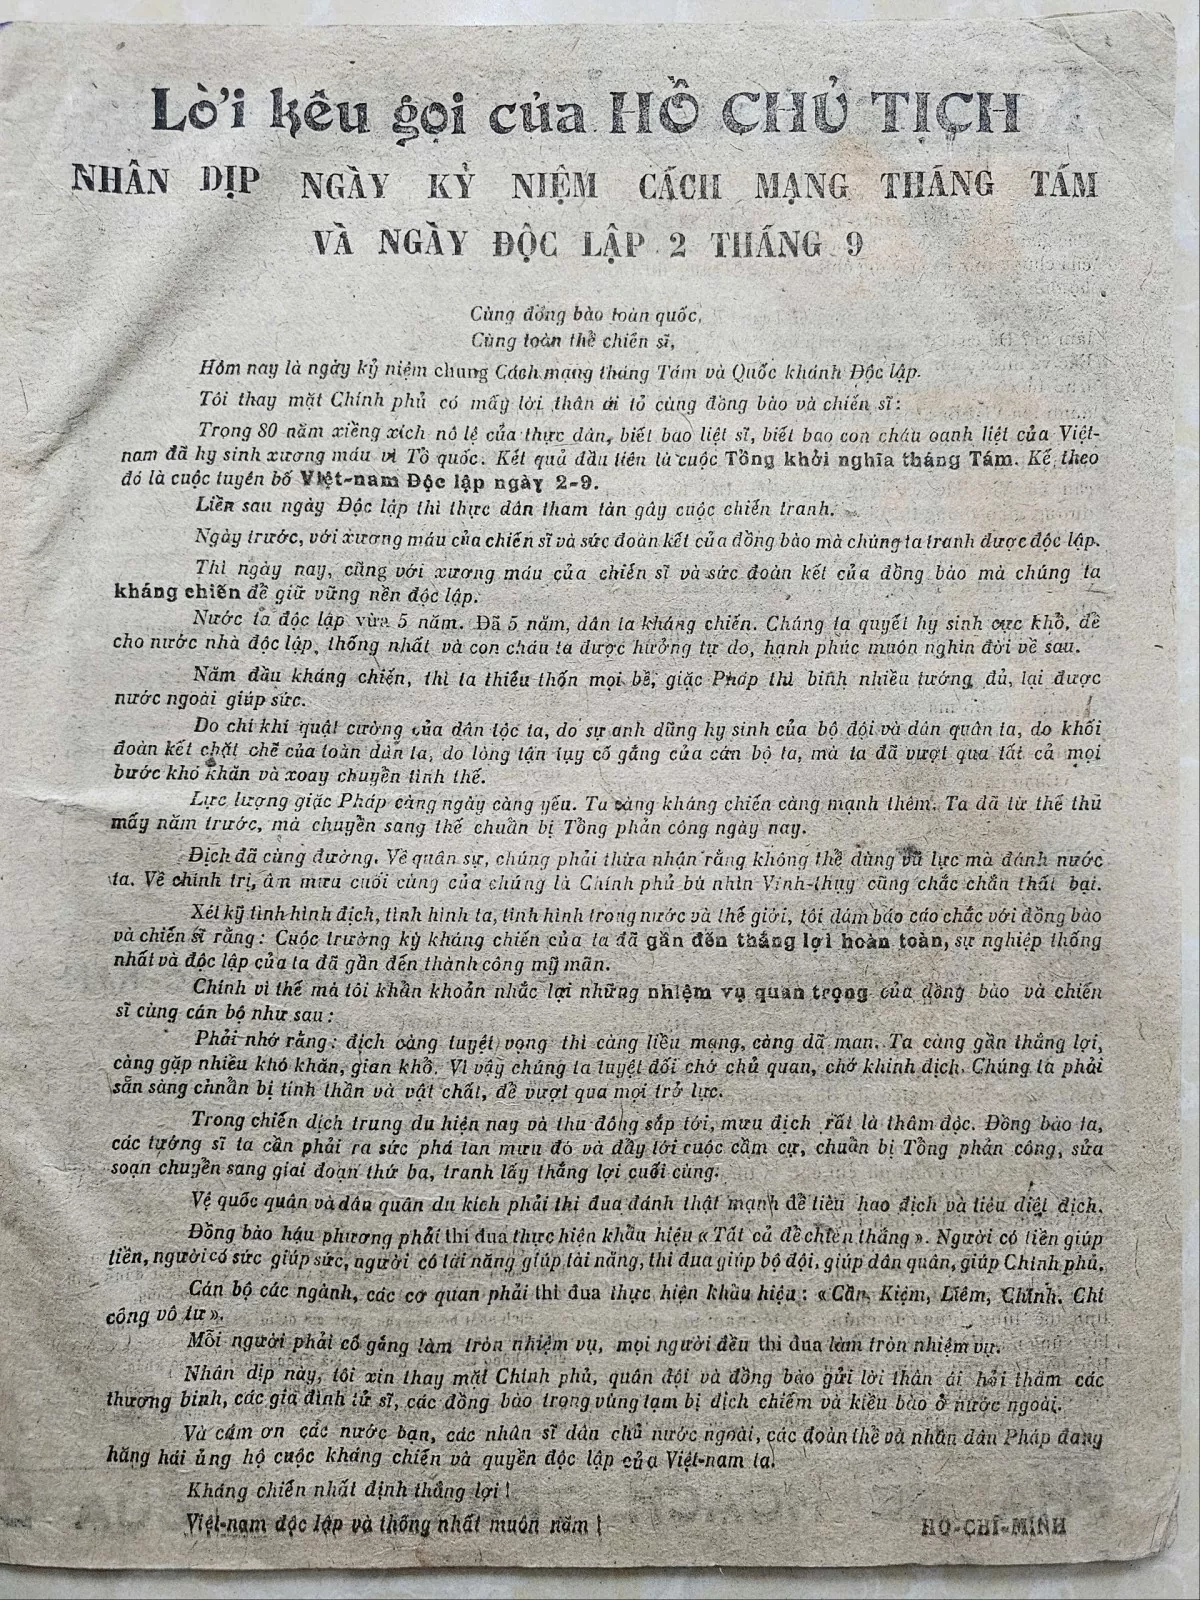 Lời kêu gọi của HỒ CHỦ TỊCH
NHÂN DỊP NGÀY KỶ NIỆM CÁCH MẠNG THÁNG TÁM
VÀ NGÀY ĐỘC LẬP 2 THÁNG 9
Cùng đồng bào toàn quốc,
Cùng toàn thể chiến sĩ,
Hôm nay là ngày kỷ niệm chung Cách mạng tháng Tám và Quốc khánh Độc lập.
Tôi thay mặt Chính phủ có mấy lời thân ái tỏ cùng đồng bào và chiến sĩ:
Trong 80 năm xiềng xích nô lệ của thực dân, biết bao liệt sĩ, biết bao con cháu oanh liệt của Việt-
nam đã hy sinh xương máu vì Tổ quốc. Kết quả đầu tiên là cuộc Tổng khởi nghĩa tháng Tám. Kế theo
đó là cuộc tuyên bố Việt-nam Độc lập ngày 2-9.
Liền sau ngày Độc lập thì thực dân tham tàn gây cuộc chiến tranh.
Ngày trước, với xương máu của chiến sĩ và sức đoàn kết của đồng bào mà chúng ta tranh được độc lập.
Thì ngày nay, cũng với xương máu của chiến sĩ và sức đoàn kết của đồng bào mà chúng ta
kháng chiến để giữ vững nền độc lập.
Nước ta độc lập vừa 5 năm. Đã 5 năm, dân ta kháng chiến. Chúng ta quyết hy sinh cực khổ, để
cho nước nhà độc lập, thống nhất và con cháu ta được hưởng tự do, hạnh phúc muôn nghìn đời về sau.
Năm đầu kháng chiến, thì ta thiếu thốn mọi bề, giặc Pháp thì binh nhiều tướng đủ, lại được
nước ngoài giúp sức.
Do chí khí quật cường của dân tộc ta, do sự anh dũng hy sinh của bộ đội và dân quân ta, do khối
đoàn kết chặt chẽ của toàn dân ta, do lòng tận tụy cố gắng của cán bộ ta, mà ta đã vượt qua tất cả mọi
bước khó khăn và xoay chuyển tình thế.
Lực lượng giặc Pháp càng ngày càng yếu. Ta càng kháng chiến càng mạnh thêm. Ta đã từ thế thủ
mấy năm trước, mà chuyển sang thế chuẩn bị Tổng phản công ngày nay.
Địch đã cùng đường. Về quân sự, chúng phải thừa nhận rằng không thể dùng vũ lực mà đánh nước
ta. Về chính trị, âm mưu cuối cùng của chúng là Chính phủ bù nhìn Vĩnh-thụy cũng chắc chắn thất bại.
Xét kỹ tình hình địch, tình hình ta, tình hình trong nước và thế giới, tôi dám báo cáo chắc với đồng bào
và chiến sĩ rằng: Cuộc trường kỳ kháng chiến của ta đã gần đến thắng lợi hoàn toàn, sự nghiệp thống
nhất và độc lập của ta đã gần đến thành công mỹ mãn.
Chính vì thế mà tôi khẩn khoản nhắc lại những nhiệm vụ quan trọng của đồng bào và chiến
sĩ cùng cán bộ như sau:
Phải nhớ rằng: địch càng tuyệt vọng thì càng liều mạng, càng dã man. Ta càng gần thắng lợi,
càng gặp nhiều khó khăn, gian khổ. Vì vậy chúng ta tuyệt đối chớ chủ quan, chớ khinh địch. Chúng ta phải
sẵn sàng chnẩn bị tinh thần và vật chất, để vượt qua mọi trở lực.
Trong chiến dịch trung du hiện nay và thu đông sắp tới, mưu địch rất là thâm độc. Đồng bào ta,
các tướng sĩ ta cần phải ra sức phá tan mưu đó và đẩy tới cuộc cầm cự, chuẩn bị Tổng phản công, sửa
soạn chuyển sang giai đoạn thứ ba, tranh lấy thắng lợi cuối cùng.
Vệ quốc quân và dân quân du kích phải thi đua đánh thật mạnh để tiêu hao địch và tiêu diệt địch.
Đồng bào hậu phương phải thi đua thực hiện khẩu hiệu « Tất cả để chiến thắng ». Người có tiền giúp
tiền, người có sức giúp sức, người có tài năng giúp tài năng, thi đua giúp bộ đội, giúp dân quân, giúp Chính phủ.
Cán bộ các ngành, các cơ quan phải thi đua thực hiện khẩu hiệu: « Cần, Kiệm, Liêm, Chính. Chí
công vô tư ».
Mỗi người phải cố gắng làm tròn nhiệm vụ, mọi người đều thi đua làm tròn nhiệm vụ.
Nhân dịp này, tôi xin thay mặt Chính phủ, quân đội và đồng bào gửi lời thân ái hỏi thăm các
thương binh, các gia đình tử sĩ, các đồng bào trong vùng tạm bị địch chiếm và kiều bào ở nước ngoài.
Và cảm ơn các nước bạn, các nhân sĩ dân chủ nước ngoài, các đoàn thể và nhân dân Pháp đang
hăng hái ủng hộ cuộc kháng chiến và quyền độc lập của Việt-nam ta.
Kháng chiến nhất định thắng lợi!
Việt-nam độc lập và thống nhất muôn năm!
HỒ-CHÍ-MINH